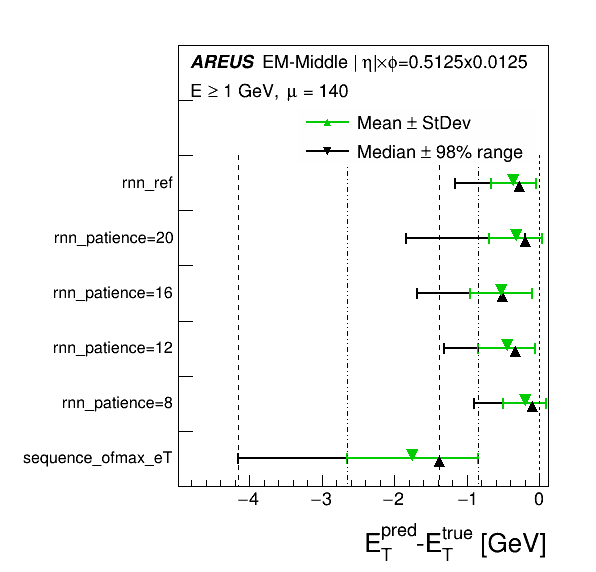 AREUS EM-Middle | η|×ϕ=0.5125x0.0125
E ≥ 1 GeV, μ = 140
Mean ± StDev
Median ± 98% range
rnn_ref
rnn_patience=20
rnn_patience=16
rnn_patience=12
rnn_patience=8
sequence_ofmax_eT
−4 −3 −2 −1 0
E_T^pred-E_T^true [GeV]